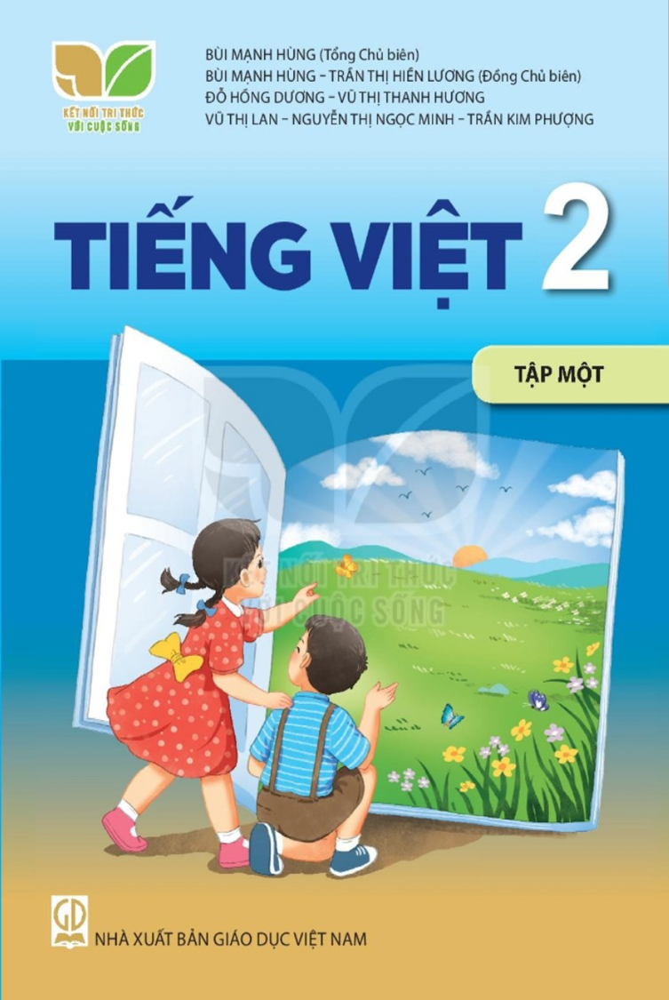 BÙI MẠNH HÙNG (Tổng Chủ biên)
BÙI MẠNH HÙNG – TRẦN THỊ HIỀN LƯƠNG (Đồng Chủ biên)
ĐỖ HỒNG DƯƠNG – VŨ THỊ THANH HƯƠNG
VŨ THỊ LAN – NGUYỄN THỊ NGỌC MINH – TRẦN KIM PHƯỢNG
KẾT NỐI TRI THỨC
VỚI CUỘC SỐNG
TIẾNG VIỆT 2
TẬP MỘT
KẾT NỐI TRI THỨC
VỚI CUỘC SỐNG
GD
NHÀ XUẤT BẢN GIÁO DỤC VIỆT NAM